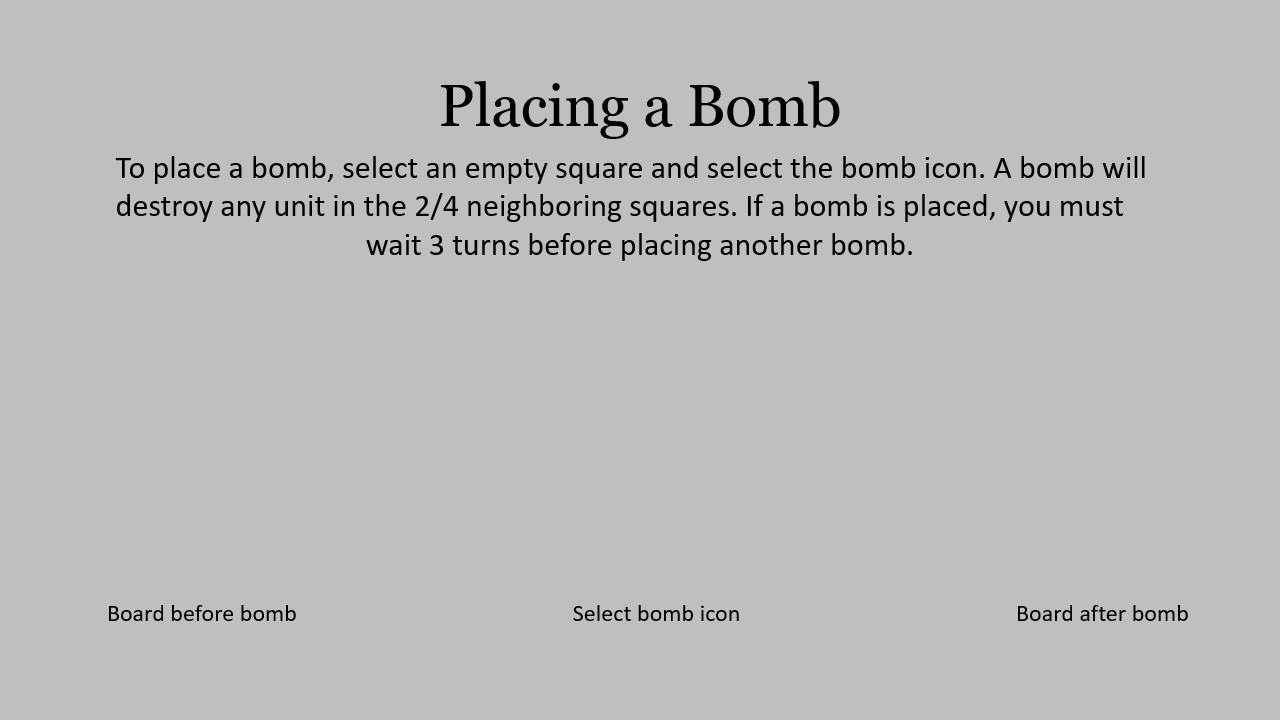 Placing a Bomb
To place a bomb, select an empty square and select the bomb icon. A bomb will
destroy any unit in the 2/4 neighboring squares. If a bomb is placed, you must
wait 3 turns before placing another bomb.
Board before bomb
Select bomb icon
Board after bomb